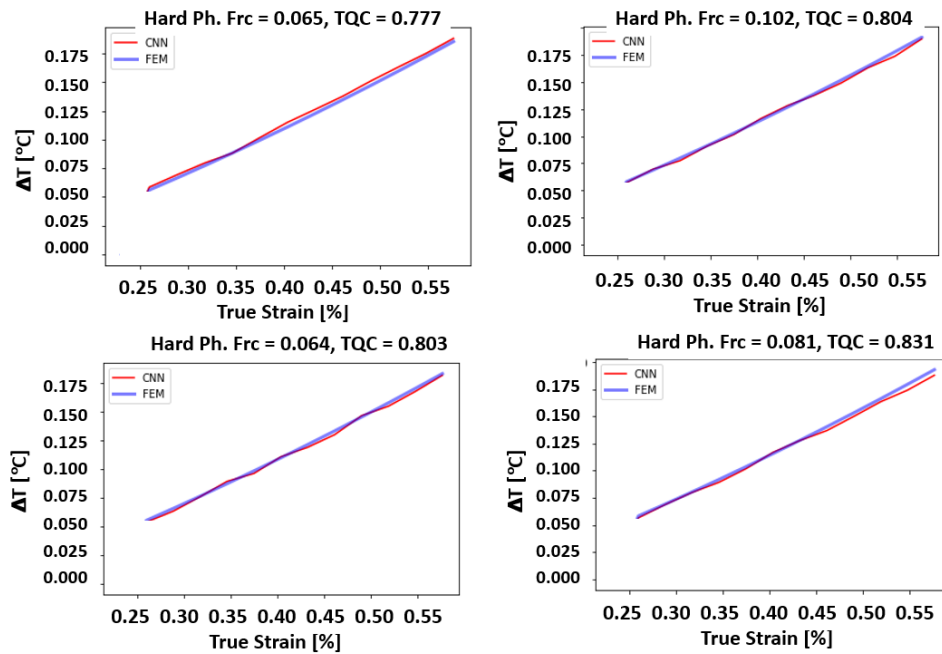 Hard Ph. Frc = 0.065, TQC = 0.777
CNN
FEM
0.175
0.150
0.125
0.100
0.075
0.050
0.025
0.000
ΔT [°C]
0.25 0.30 0.35 0.40 0.45 0.50 0.55
True Strain [%]
Hard Ph. Frc = 0.102, TQC = 0.804
CNN
FEM
0.175
0.150
0.125
0.100
0.075
0.050
0.025
0.000
ΔT [°C]
0.25 0.30 0.35 0.40 0.45 0.50 0.55
True Strain [%]
Hard Ph. Frc = 0.064, TQC = 0.803
CNN
FEM
0.175
0.150
0.125
0.100
0.075
0.050
0.025
0.000
ΔT [°C]
0.25 0.30 0.35 0.40 0.45 0.50 0.55
True Strain [%]
Hard Ph. Frc = 0.081, TQC = 0.831
CNN
FEM
0.175
0.150
0.125
0.100
0.075
0.050
0.025
0.000
ΔT [°C]
0.25 0.30 0.35 0.40 0.45 0.50 0.55
True Strain [%]